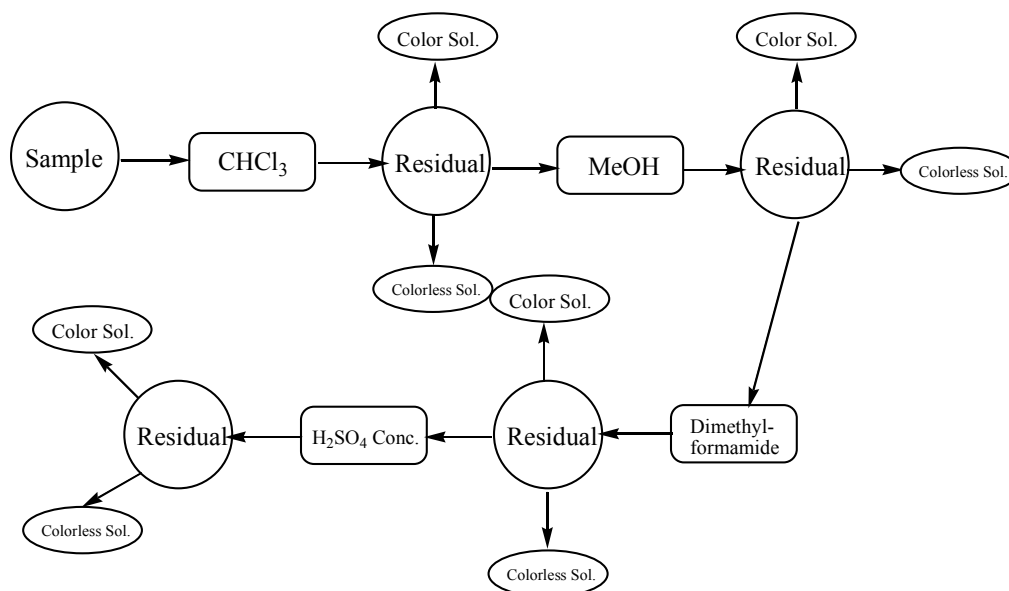 Color Sol.
Color Sol.
Sample
CHCl₃
Residual
MeOH
Residual
Colorless Sol.
Colorless Sol.
Color Sol.
Color Sol.
Residual
H₂SO₄ Conc.
Residual
Dimethyl-
formamide
Colorless Sol.
Colorless Sol.